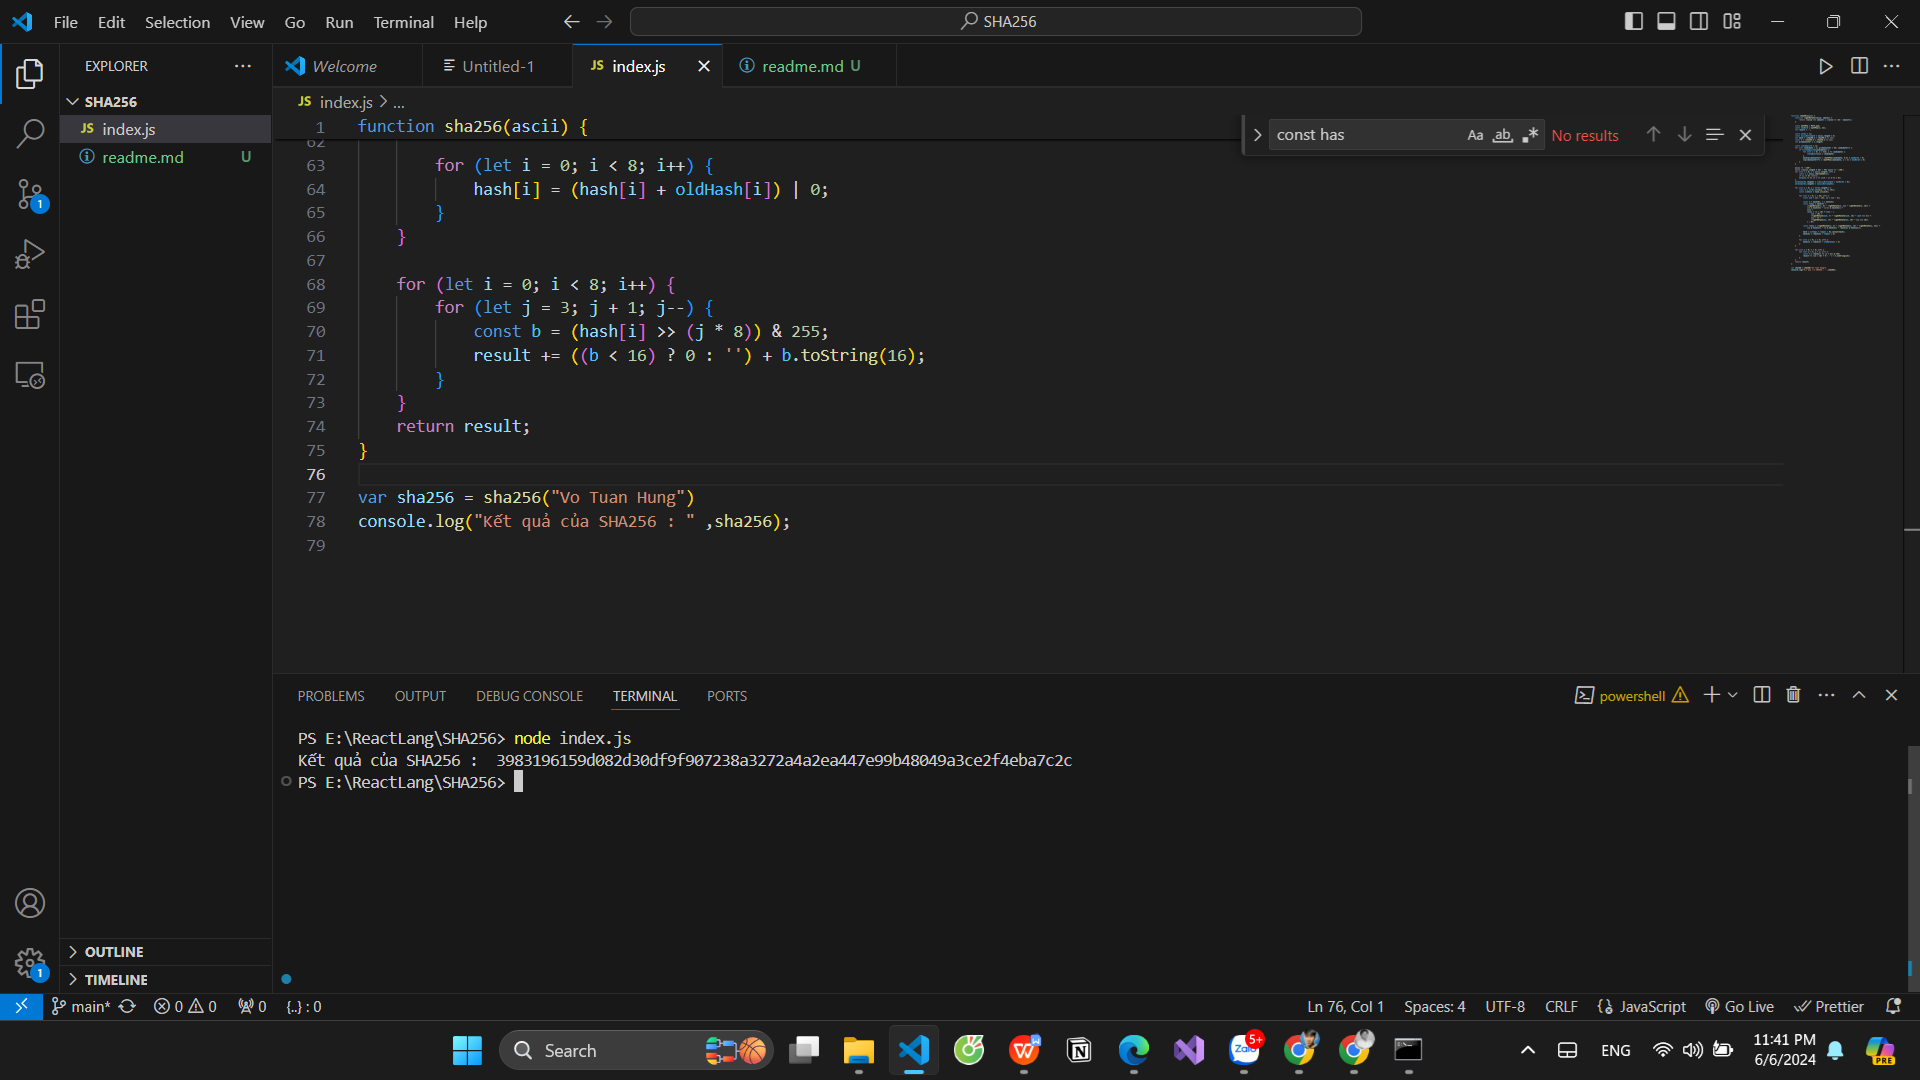 File Edit Selection View Go Run Terminal Help
SHA256
EXPLORER
Welcome
Untitled-1
JS index.js
readme.md U
SHA256
JS index.js
readme.md U
JS index.js > ...
const has
Aa ab
No results
1 function sha256(ascii) {
62
63 for (let i = 0; i < 8; i++) {
64 hash[i] = (hash[i] + oldHash[i]) | 0;
65 }
66 }
67
68 for (let i = 0; i < 8; i++) {
69 for (let j = 3; j + 1; j--) {
70 const b = (hash[i] >> (j * 8)) & 255;
71 result += ((b < 16) ? 0 : '') + b.toString(16);
72 }
73 }
74 return result;
75 }
76
77 var sha256 = sha256("Vo Tuan Hung")
78 console.log("Kết quả của SHA256 : " ,sha256);
79
PROBLEMS OUTPUT DEBUG CONSOLE TERMINAL PORTS
powershell
PS E:\ReactLang\SHA256> node index.js
Kết quả của SHA256 :  3983196159d082d30df9f907238a3272a4a2ea447e99b48049a3ce2f4eba7c2c
PS E:\ReactLang\SHA256>
1
1
OUTLINE
TIMELINE
main* 0 0 0 {..} : 0
Ln 76, Col 1 Spaces: 4 UTF-8 CRLF JavaScript Go Live Prettier
Search
Zalo 5+
ENG
11:41 PM
6/6/2024
PRE